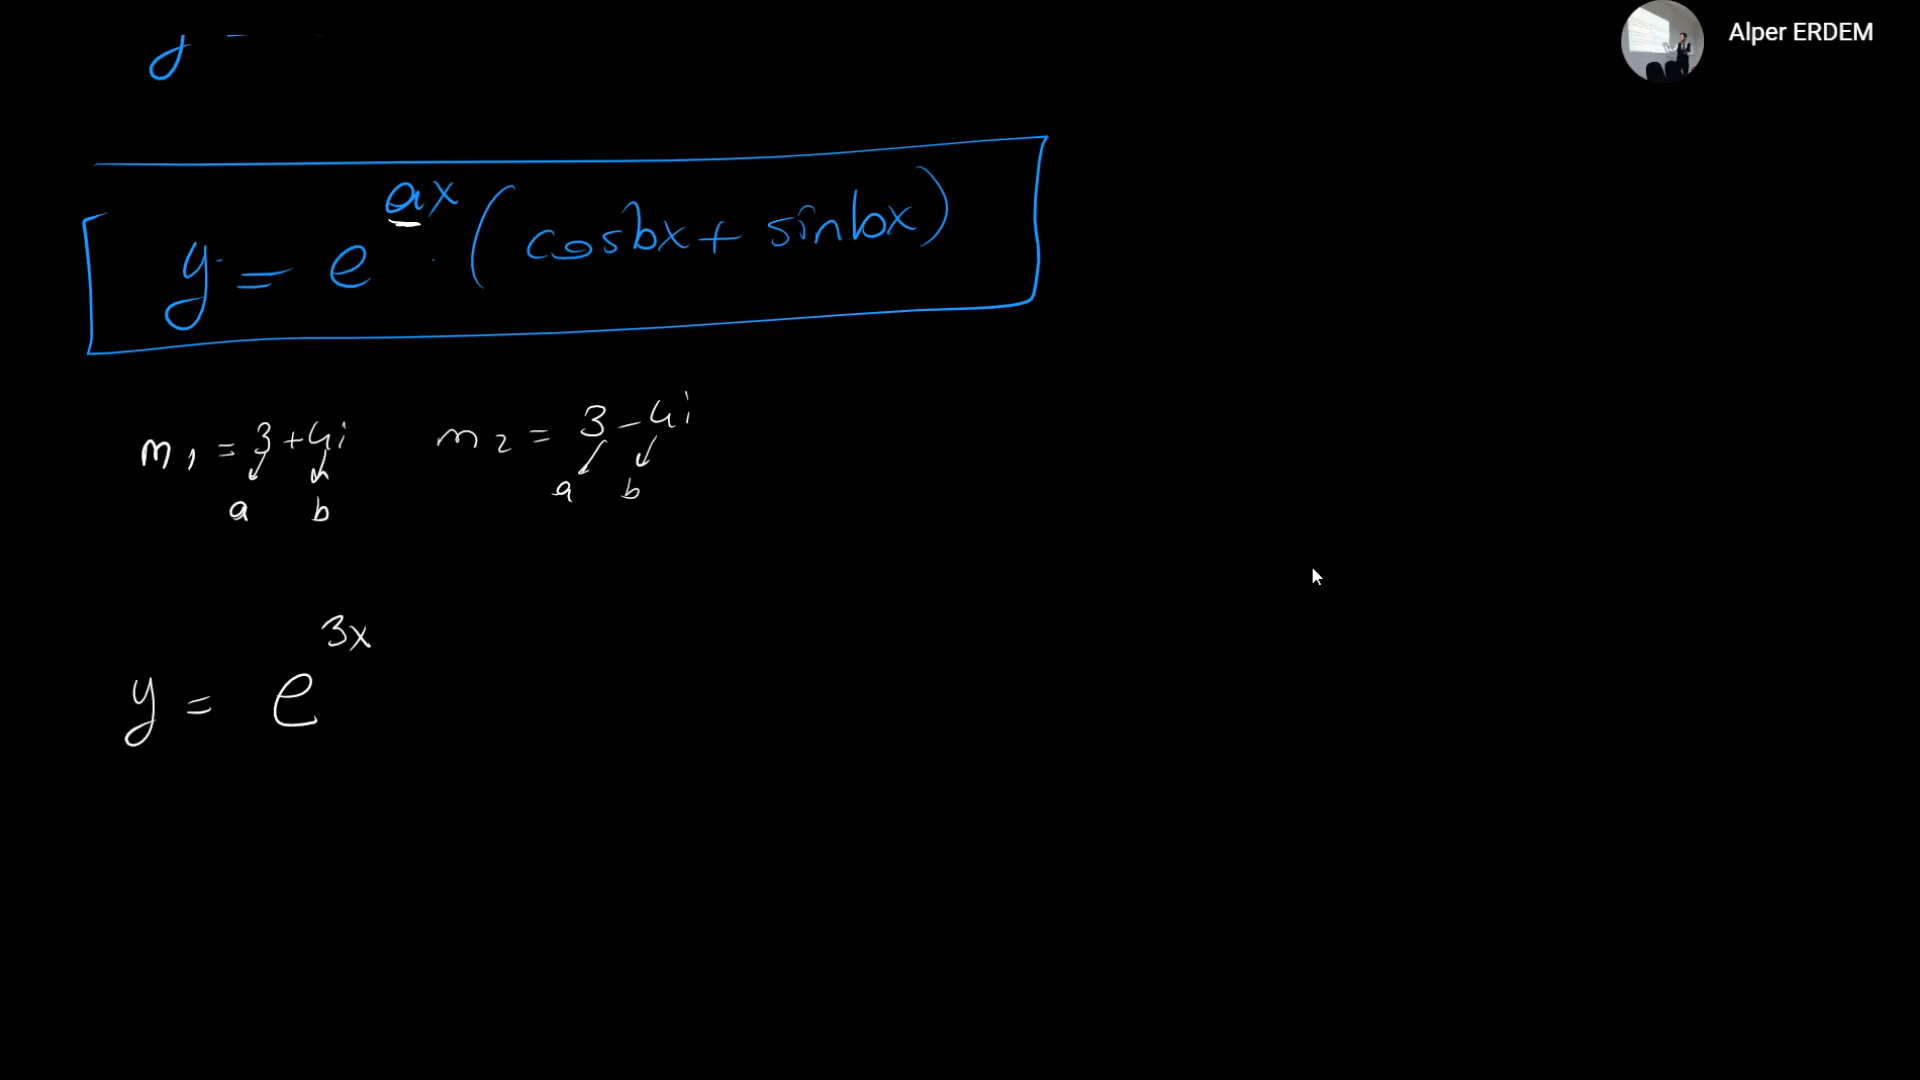 Alper ERDEM
y =
y = e^{ax} . ( cosbx + sinbx )
m₁ = 3 + 4i m₂ = 3 - 4i
a b a b
y = e^{3x}